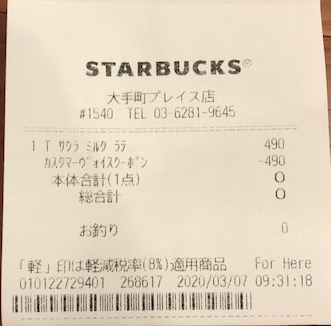 STARBUCKS®
大手町プレイス店
#1540 TEL 03-6281-9645
1 T サクラ ミルク ラテ 490
カスタマーヴォイスクーポン -490
本体合計(1点) 0
総合計 0
お釣り 0
「軽」印は軽減税率(8%)適用商品 For Here
010122729401 268617 2020/03/07 09:31:18